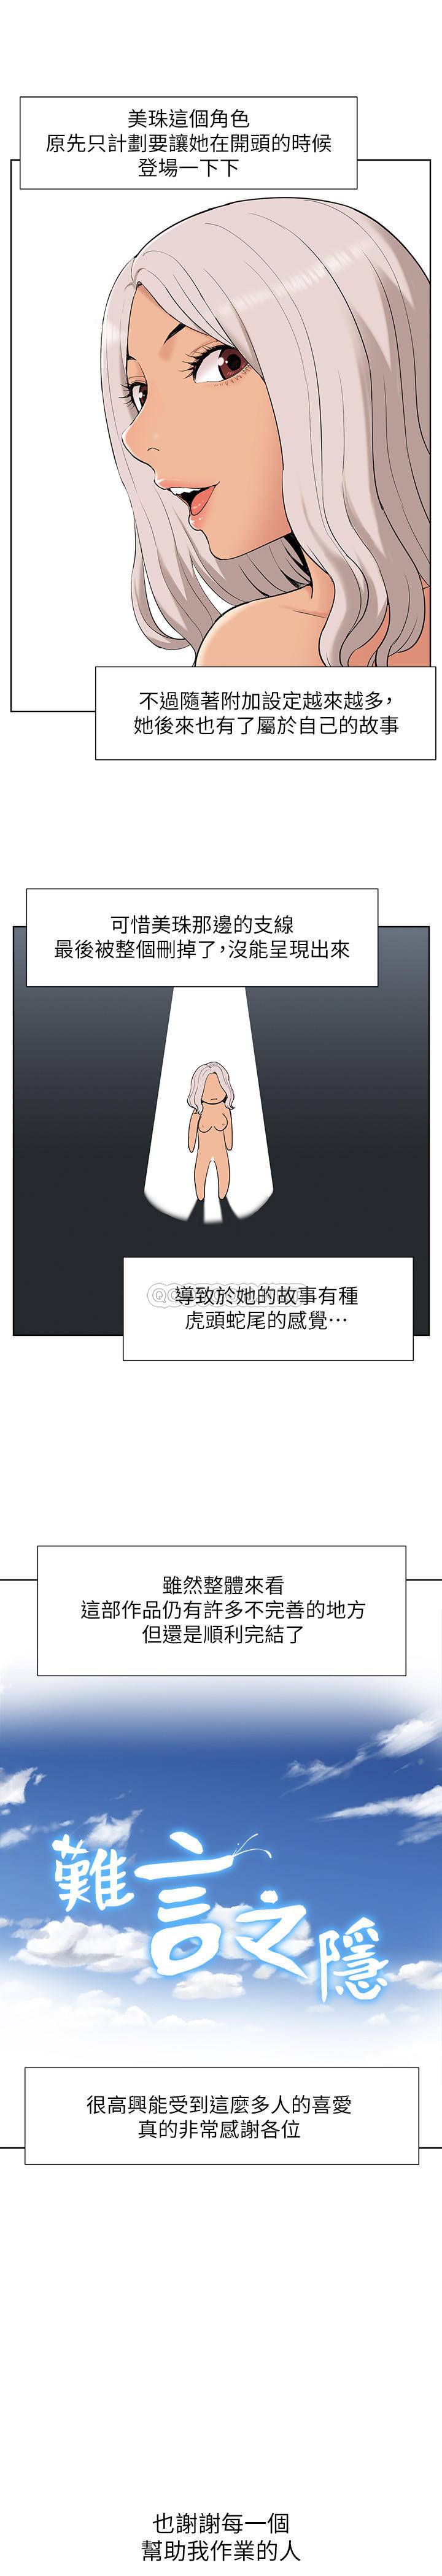 美珠這個角色
原先只計劃要讓她在開頭的時候
登場一下下
不過隨著附加設定越來越多,
她後來也有了屬於自己的故事
可惜美珠那邊的支線
最後被整個刪掉了,沒能呈現出來
導致於她的故事有種
虎頭蛇尾的感覺…
雖然整體來看
這部作品仍有許多不完善的地方
但還是順利完結了
難言之隱
很高興能受到這麼多人的喜愛
真的非常感謝各位
也謝謝每一個
幫助我作業的人